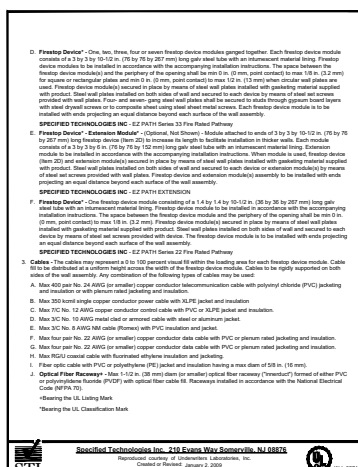 D. Firestop Device* - One, two, three, four or seven firestop device modules ganged together. Each firestop device module
consists of a 3 by 3 by 10-1/2 in. (76 by 76 by 267 mm) long galv steel tube with an intumescent material lining. Firestop
device modules to be installed in accordance with the accompanying installation instructions. The space between the
firestop device module(s) and the periphery of the opening shall be min 0 in. (0 mm, point contact) to max 1/8 in. (3.2 mm)
for square or rectangular plates and min 0 in. (0 mm, point contact) to max 1/2 in. (13 mm) when circular wall plates are
used. Firestop device module(s) secured in place by means of steel wall plates installed with gasketing material supplied
with product. Steel wall plates installed on both sides of wall and secured to each device by means of steel set screws
provided with wall plates. Four- and seven- gang steel wall plates shall be secured to studs through gypsum board layers
with steel drywall screws or to composite sheet using steel sheet metal screws. Each firestop module is to be
installed with ends projecting an equal distance beyond each surface of the wall assembly.
SPECIFIED TECHNOLOGIES INC - EZ PATH Series 33 Fire Rated Pathway
E. Firestop Device* - Extension Module* - (Optional, Not Shown) - Module attached to ends of 3 by 3 by 10-1/2 in. (76 by 76
by 267 mm) long firestop device (Item 2D) to increase its length to facilitate installation in thicker walls. Each module
consists of a 3 by 3 by 6 in. (76 by 76 by 152 mm) long galv steel tube with an intumescent material lining. Extension
module to be installed in accordance with the accompanying installation instructions. When module is used, firestop device
(Item 2D) and extension module(s) secured in place by means of steel wall plates installed with gasketing material supplied
with product. Steel wall plates installed on both sides of wall and secured to each device or extension module(s) by means
of steel set screws provided with wall plates. Firestop device and extension module(s) assembly to be installed with ends
projecting an equal distance beyond each surface of the wall assembly.
SPECIFIED TECHNOLOGIES INC - EZ PATH EXTENSION
F. Firestop Device* - One firestop device module consisting of a 1.4 by 1.4 by 10-1/2 in. (36 by 36 by 267 mm) long galv
steel tube with an intumescent material lining. Firestop module to be installed in accordance with the accompanying
installation instructions. The space between the firestop device module and the periphery of the opening shall be min 0 in.
(0 mm, point contact) to max 1/8 in. (3.2 mm). Firestop device module(s) secured in place by means of steel wall plates
installed with gasketing material supplied with product. Steel wall plates installed on both sides of wall and secured to each
device by means of steel set screws provided with device. The firestop device module is to be installed with ends projecting
an equal distance beyond each surface of the wall assembly.
SPECIFIED TECHNOLOGIES INC - EZ PATH Series 22 Fire Rated Pathway
3. Cables - The cables may represent a 0 to 100 percent visual fill within the loading area for each firestop device module. Cable
fill to be distributed at a uniform height across the width of the firestop device module. Cables to be rigidly supported on both
sides of the wall assembly. Any combination of the following types of cables may be used:
A. Max 400 pair No. 24 AWG (or smaller) copper conductor telecommunication cable with polyvinyl chloride (PVC) jacketing
and insulation or with plenum rated jacketing and insulation.
B. Max 350 kcmil single copper conductor power cable with XLPE jacket and insulation
C. Max 7/C No. 12 AWG copper conductor control cable with PVC or XLPE jacket and insulation.
D. Max 3/C No. 10 AWG metal clad or armored cable with steel or aluminum jacket.
E. Max 3/C No. 8 AWG NM cable (Romex) with PVC insulation and jacket.
F. Max four pair No. 22 AWG (or smaller) copper conductor data cable with PVC or plenum rated jacketing and insulation.
G. Max four pair No. 22 AWG (or smaller) copper conductor data cable with PVC or plenum rated jacketing and insulation.
H. Max RG/U coaxial cable with fluorinated ethylene insulation and jacketing.
I. Fiber optic cable with PVC or polyethylene (PE) jacket and insulation having a max diam of 5/8 in. (16 mm).
J. Optical Fiber Raceway+ - Max 1-1/2 in. (38 mm) diam (or smaller) optical fiber raceway ("Innerduct") formed of either PVC
or polyvinylidene fluoride (PVDF) with optical fiber cable fill. Raceways installed in accordance with the National Electrical
Code (NFPA 70).
+Bearing the UL Listing Mark
*Bearing the UL Classification Mark
STI
Specified Technologies Inc. 210 Evans Way Somerville, NJ 08876
Reproduced courtesy of Underwriters Laboratories, Inc.
Created or Revised: January 2, 2009
UL